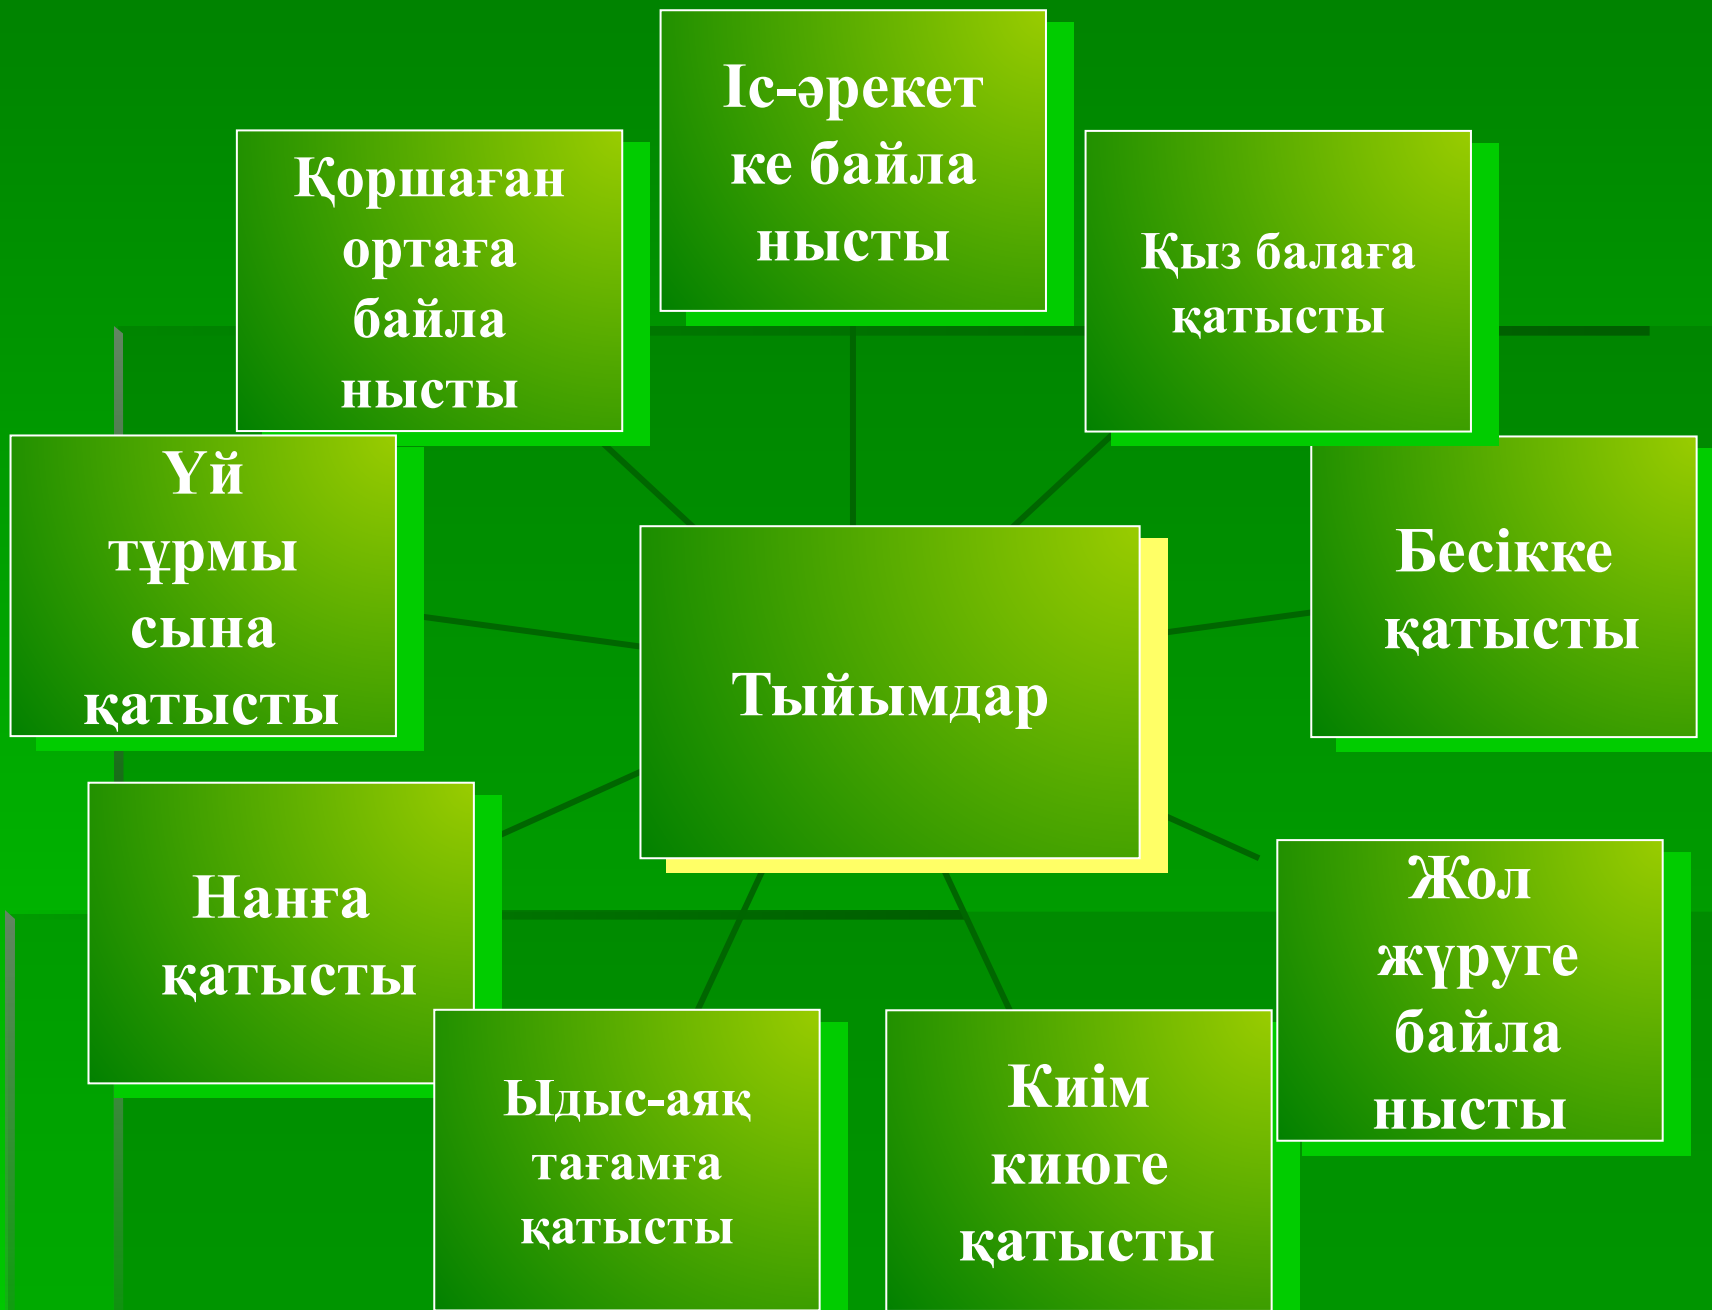 Іс-әрекет
ке байла
нысты
Қоршаған
ортаға
байла
нысты
Қыз балаға
қатысты
Үй
тұрмы
сына
қатысты
Бесікке
қатысты
Тыйымдар
Нанға
қатысты
Жол
жүруге
байла
нысты
Ыдыс-аяқ
тағамға
қатысты
Киім
киюге
қатысты